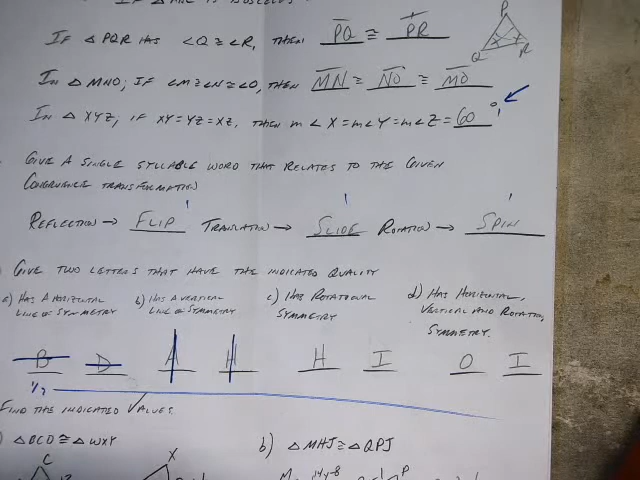 IF △PQR HAS ∠Q ≅ ∠R, THEN PQ ≅ PR
P
Q R
IN △MNO, IF ∠M ≅ ∠N ≅ ∠O, THEN MN ≅ NO ≅ MO
IN △XYZ, IF XY = YZ = XZ, THEN m∠X = m∠Y = m∠Z = 60°
GIVE A SINGLE SYLLABLE WORD THAT RELATES TO THE GIVEN
CONGRUENCE TRANSFORMATION
REFLECTION → FLIP TRANSLATION → SLIDE ROTATION → SPIN
GIVE TWO LETTERS THAT HAVE THE INDICATED QUALITY
a) HAS A HORIZONTAL LINE OF SYMMETRY
b) HAS A VERTICAL LINE OF SYMMETRY
c) HAS ROTATIONAL SYMMETRY
d) HAS HORIZONTAL, VERTICAL AND ROTATION, SYMMETRY.
B D A H H I O I
FIND THE INDICATED VALUES
) △BCD ≅ △WXY
b) △MHJ ≅ △QPJ
C X M P